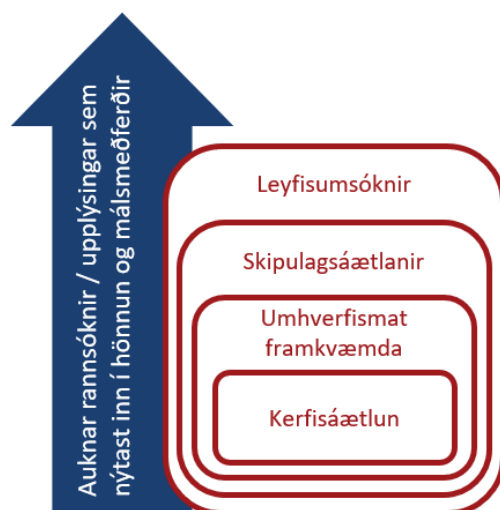 Auknar rannsóknir / upplýsingar sem
nýtast inn í hönnun og málsmeðferðir
Leyfisumsóknir
Skipulagsáætlanir
Umhverfismat
framkvæmda
Kerfisáætlun